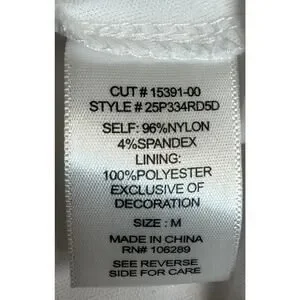 CUT # 15391-00
STYLE # 25P334RD5D
SELF: 96%NYLON
4%SPANDEX
LINING:
100%POLYESTER
EXCLUSIVE OF
DECORATION
SIZE : M
MADE IN CHINA
RN# 106289
SEE REVERSE
SIDE FOR CARE